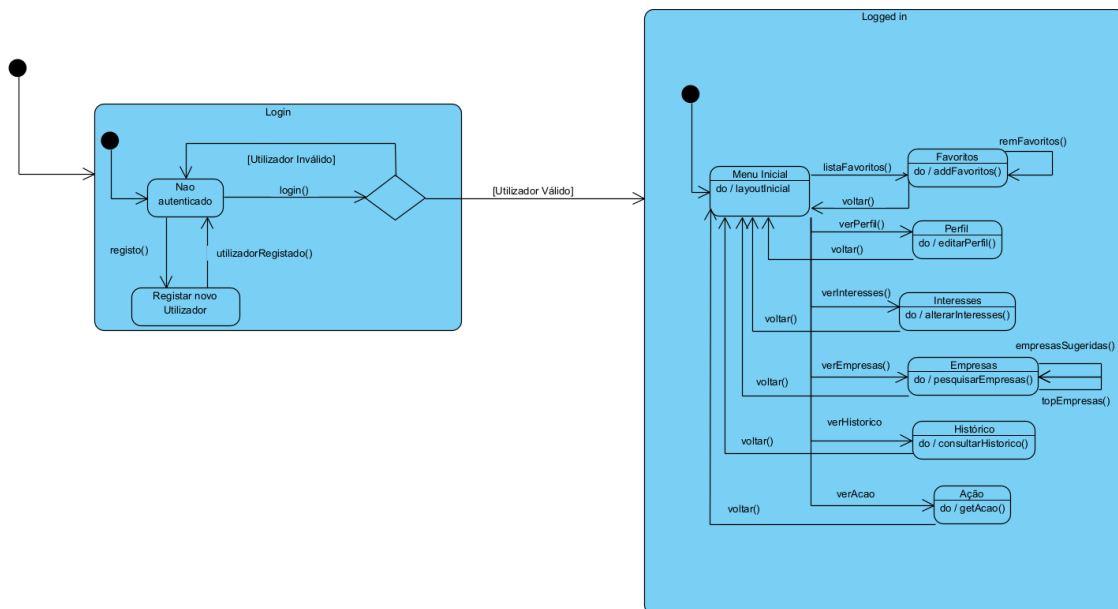 Logged in
Login
[Utilizador Inválido]
login()
Nao
autenticado
[Utilizador Válido]
registo()
utilizadorRegistado()
Registar novo
Utilizador
Menu Inicial
do / layoutInicial
listaFavoritos()
Favoritos
do / addFavoritos()
remFavoritos()
voltar()
verPerfil()
Perfil
do / editarPerfil()
voltar()
verInteresses()
Interesses
do / alterarInteresses()
voltar()
empresasSugeridas()
verEmpresas()
Empresas
do / pesquisarEmpresas()
voltar()
topEmpresas()
verHistorico
Histórico
do / consultarHistorico()
voltar()
verAcao
Ação
do / getAcao()
voltar()